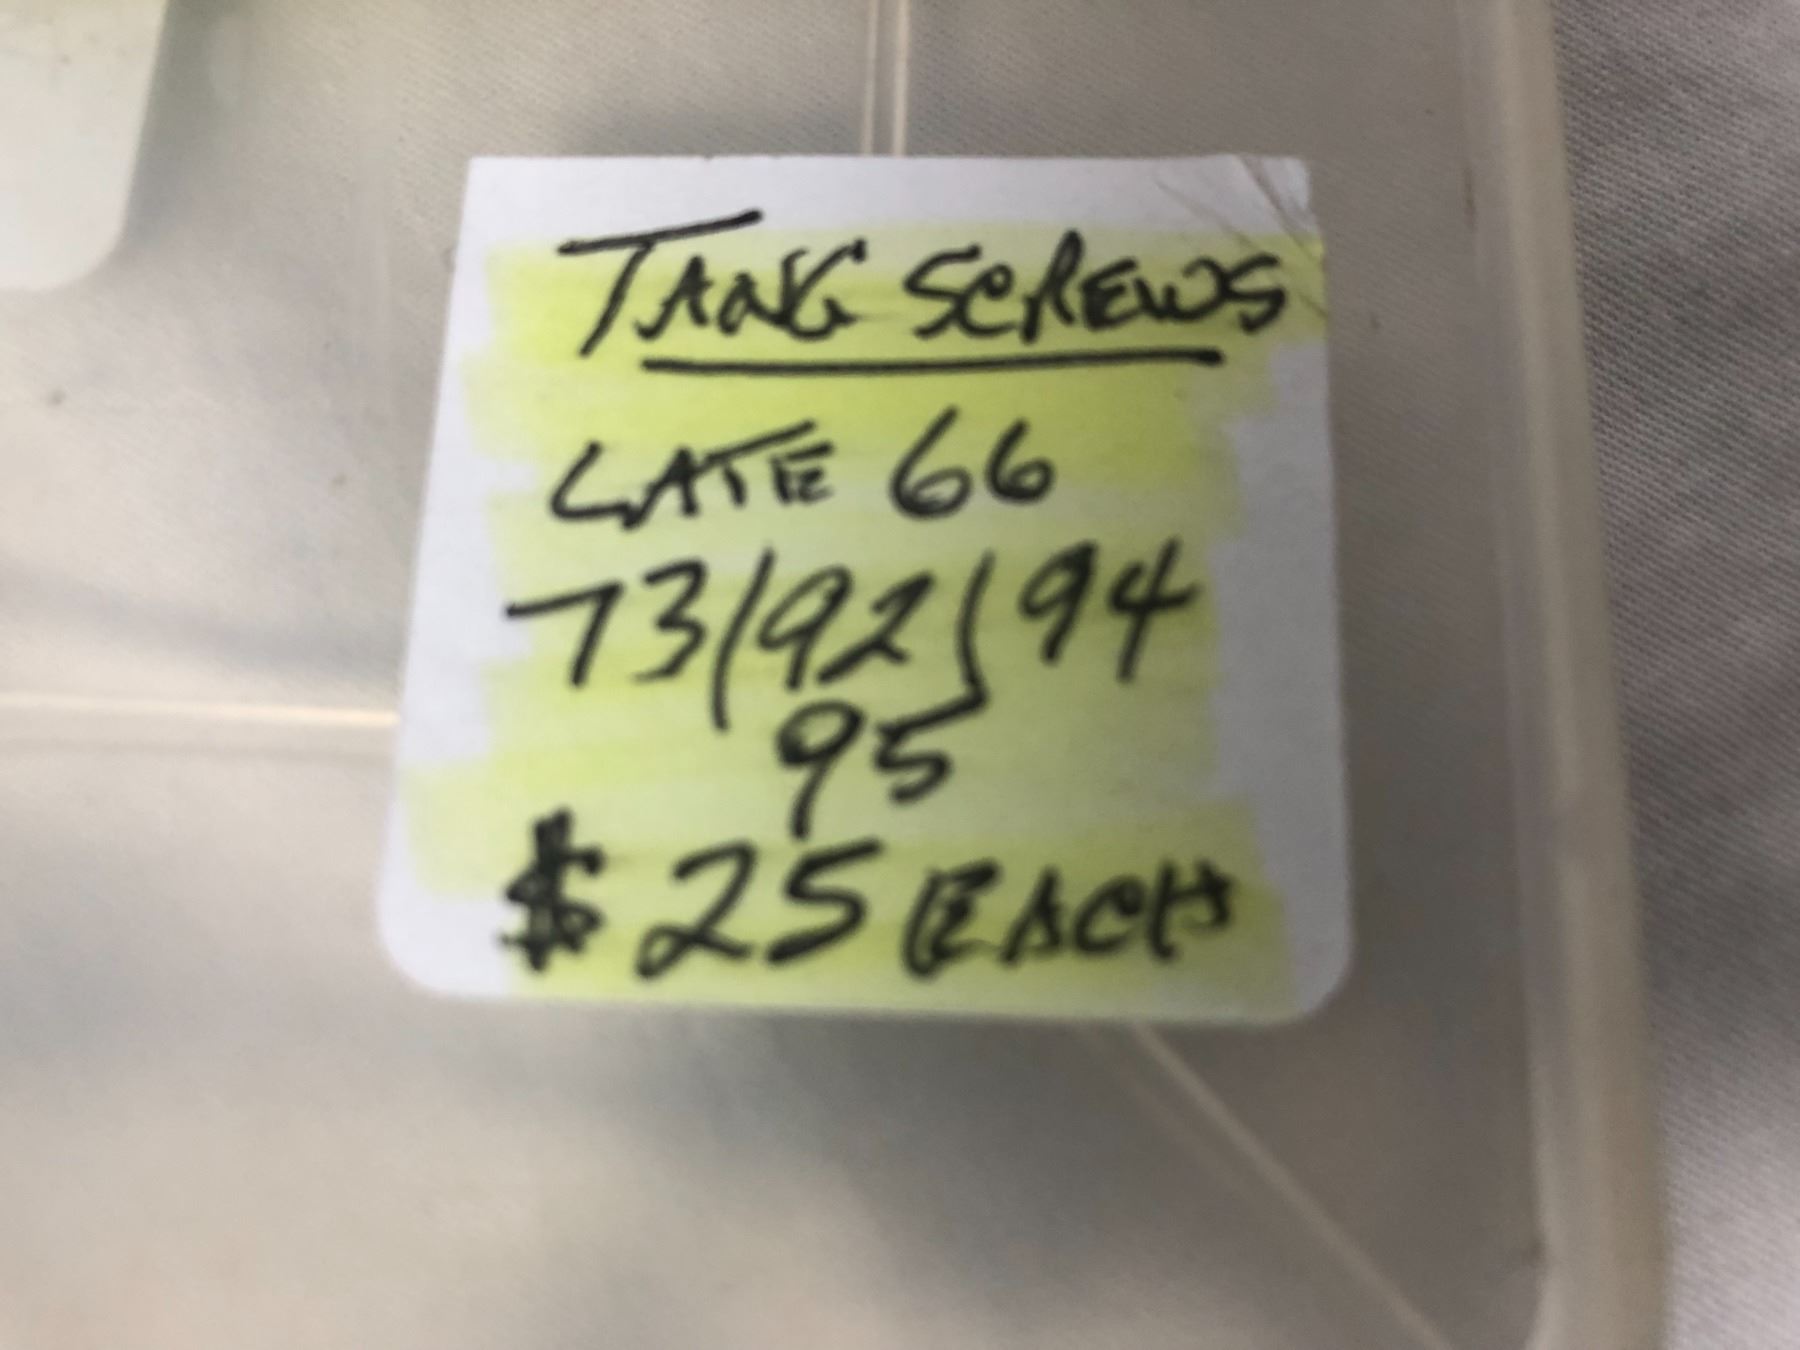 TANG SCREWS
LATE 66
73/92/94
95
$25 EACH